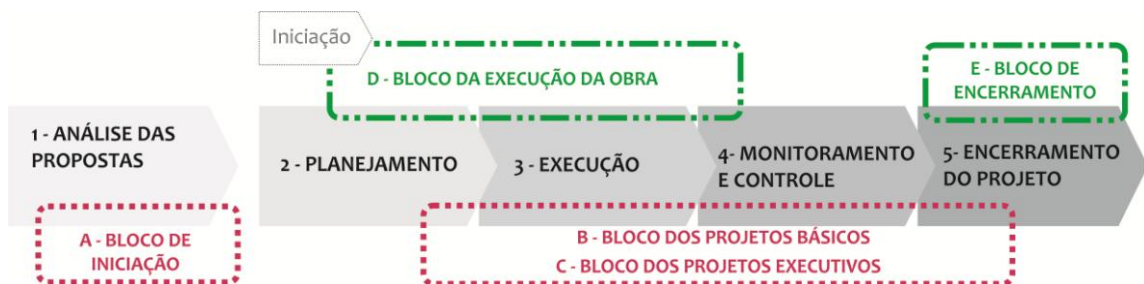 Iniciação
D - BLOCO DA EXECUÇÃO DA OBRA
E - BLOCO DE
ENCERRAMENTO
1 - ANÁLISE DAS
PROPOSTAS
2 - PLANEJAMENTO
3 - EXECUÇÃO
4- MONITORAMENTO
E CONTROLE
5- ENCERRAMENTO
DO PROJETO
A - BLOCO DE
INICIAÇÃO
B - BLOCO DOS PROJETOS BÁSICOS
C - BLOCO DOS PROJETOS EXECUTIVOS